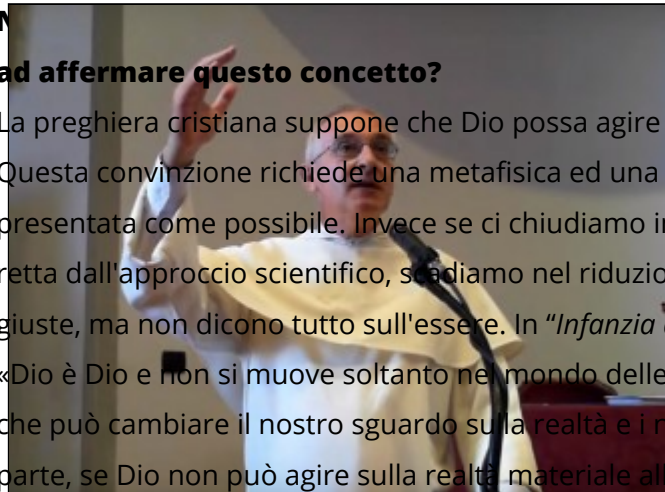 N
ad affermare questo concetto?
La preghiera cristiana suppone che Dio possa agire
Questa convinzione richiede una metafisica ed una
presentata come possibile. Invece se ci chiudiamo in
retta dall'approccio scientifico, scadiamo nel riduzio
giuste, ma non dicono tutto sull'essere. In “Infanzia
«Dio è Dio e non si muove soltanto nel mondo delle
che può cambiare il nostro sguardo sulla realtà e i
parte, se Dio non può agire sulla realtà materiale